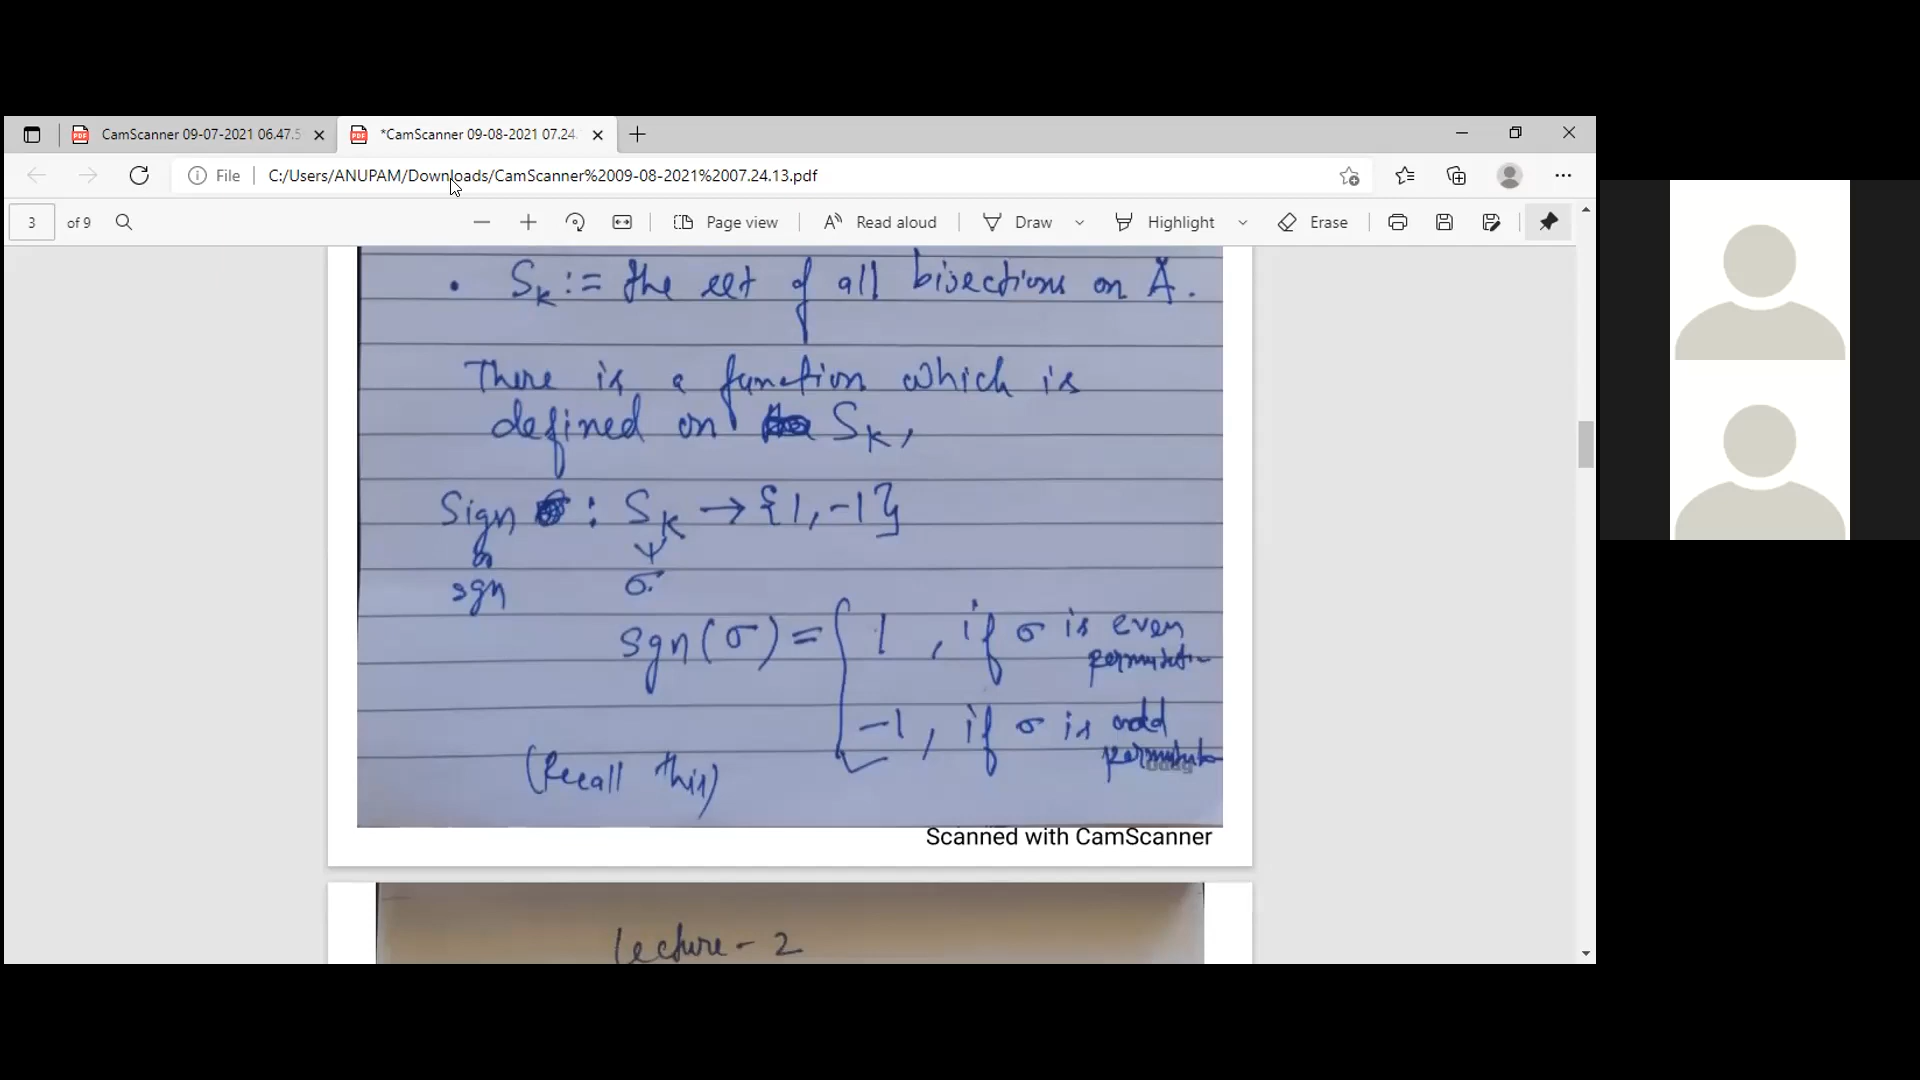 CamScanner 09-07-2021 06.47.5
*CamScanner 09-08-2021 07.24
File C:/Users/ANUPAM/Downloads/CamScanner%2009-08-2021%2007.24.13.pdf
3 of 9 Page view Read aloud Draw Highlight Erase
• Sₖ := the set of all bijections on A.
There is a function which is
defined on Sₖ,
Sign : Sₖ → {1, -1}
or
sgn σ
sgn(σ) = { 1, if σ is even
permutation
-1, if σ is odd
permutation
(Recall this)
Scanned with CamScanner
Lecture - 2